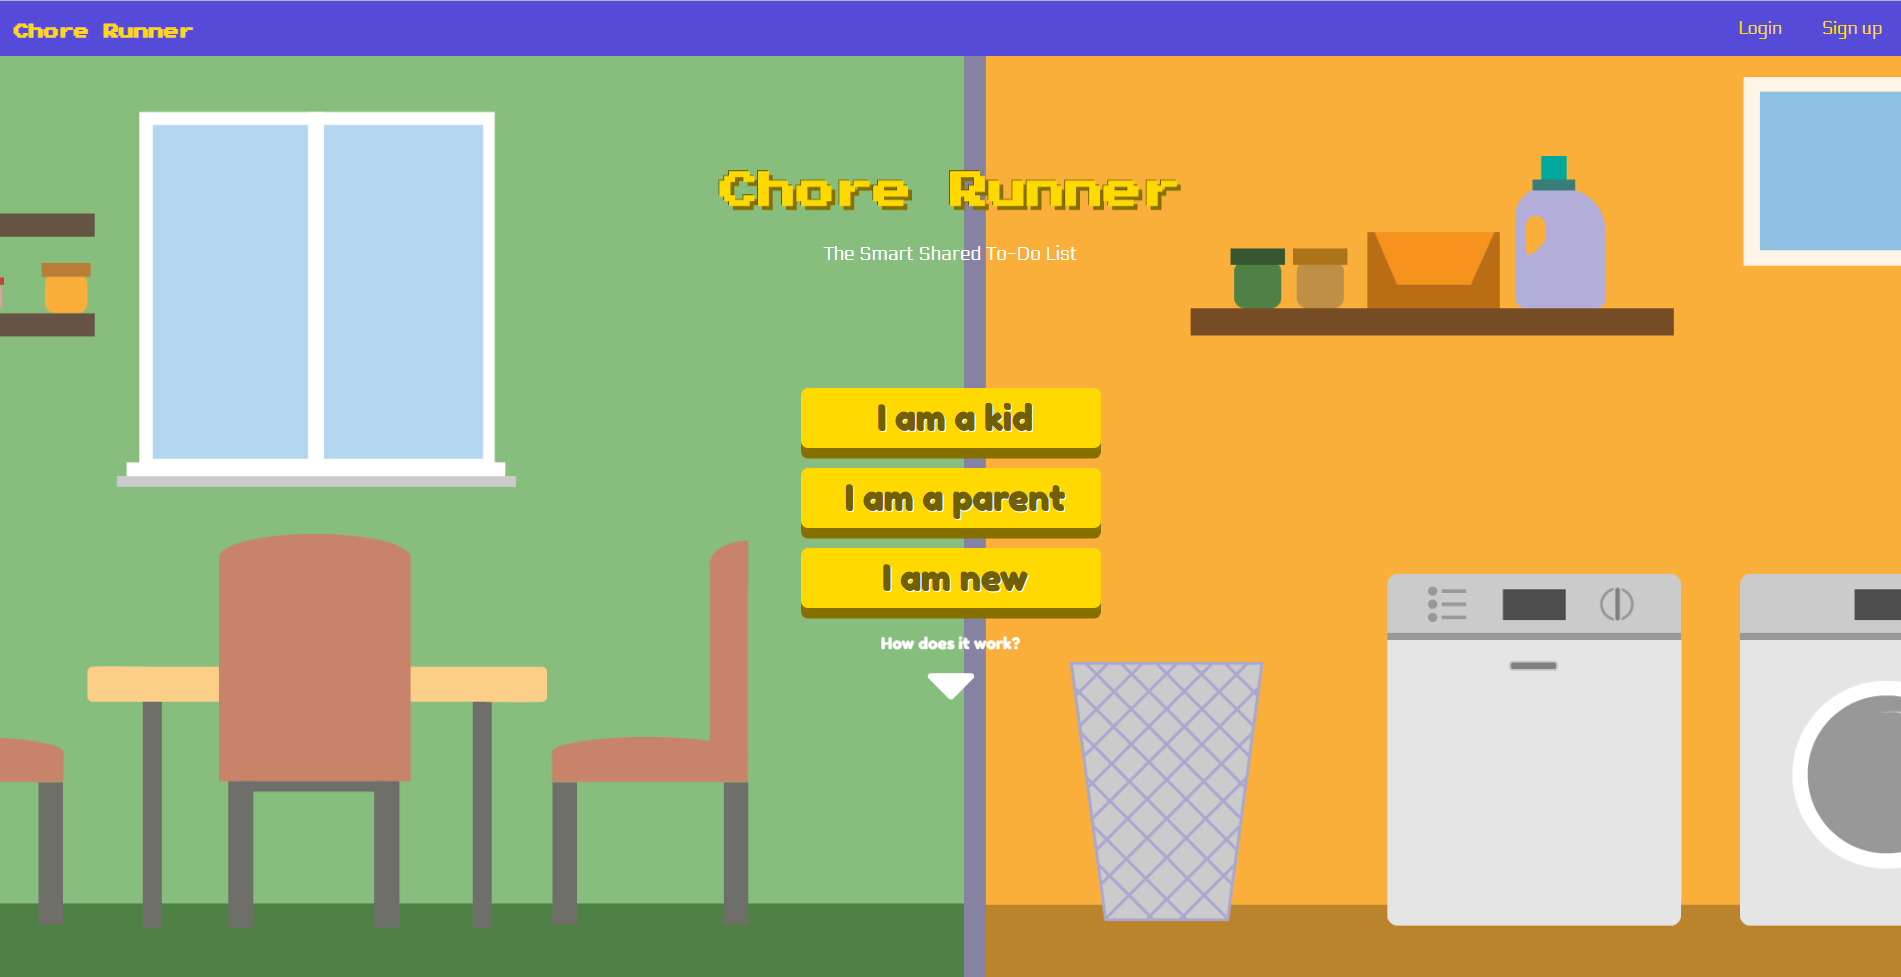 Chore Runner
Login
Sign up
Chore Runner
The Smart Shared To-Do List
I am a kid
I am a parent
I am new
How does it work?